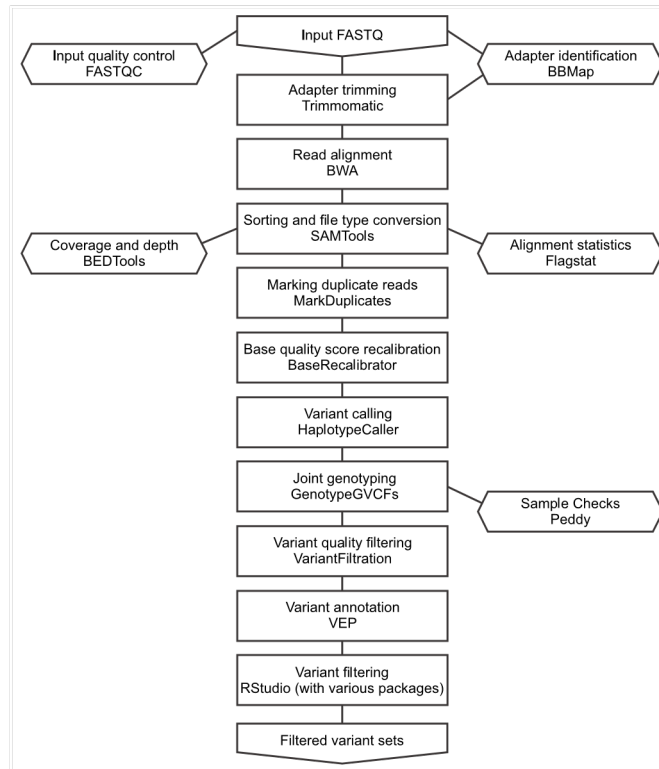 Input FASTQ
Input quality control
FASTQC
Adapter identification
BBMap
Adapter trimming
Trimmomatic
Read alignment
BWA
Sorting and file type conversion
SAMTools
Coverage and depth
BEDTools
Alignment statistics
Flagstat
Marking duplicate reads
MarkDuplicates
Base quality score recalibration
BaseRecalibrator
Variant calling
HaplotypeCaller
Joint genotyping
GenotypeGVCFs
Sample Checks
Peddy
Variant quality filtering
VariantFiltration
Variant annotation
VEP
Variant filtering
RStudio (with various packages)
Filtered variant sets